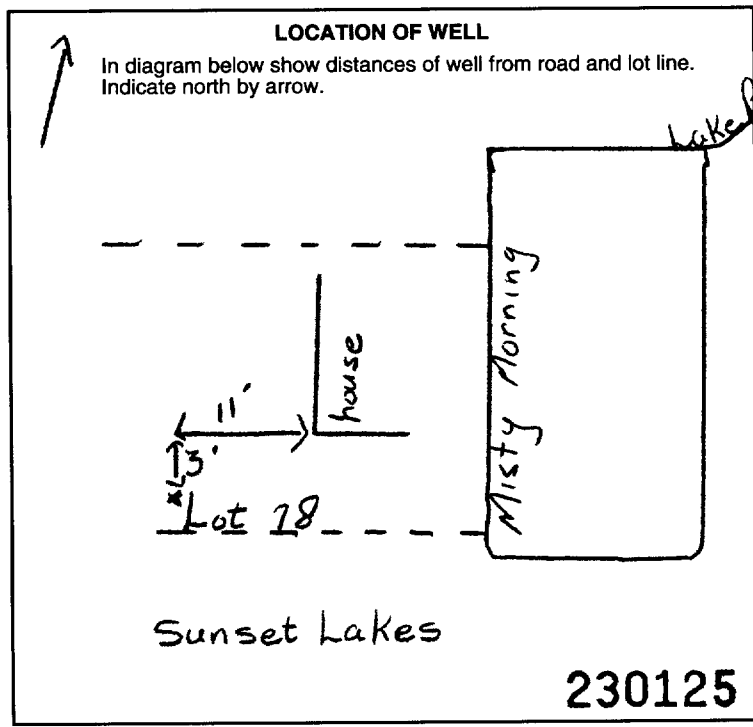 LOCATION OF WELL
In diagram below show distances of well from road and lot line.
Indicate north by arrow.
Lake
Misty Morning
house
11'
3'
Lot 28
Sunset Lakes
230125